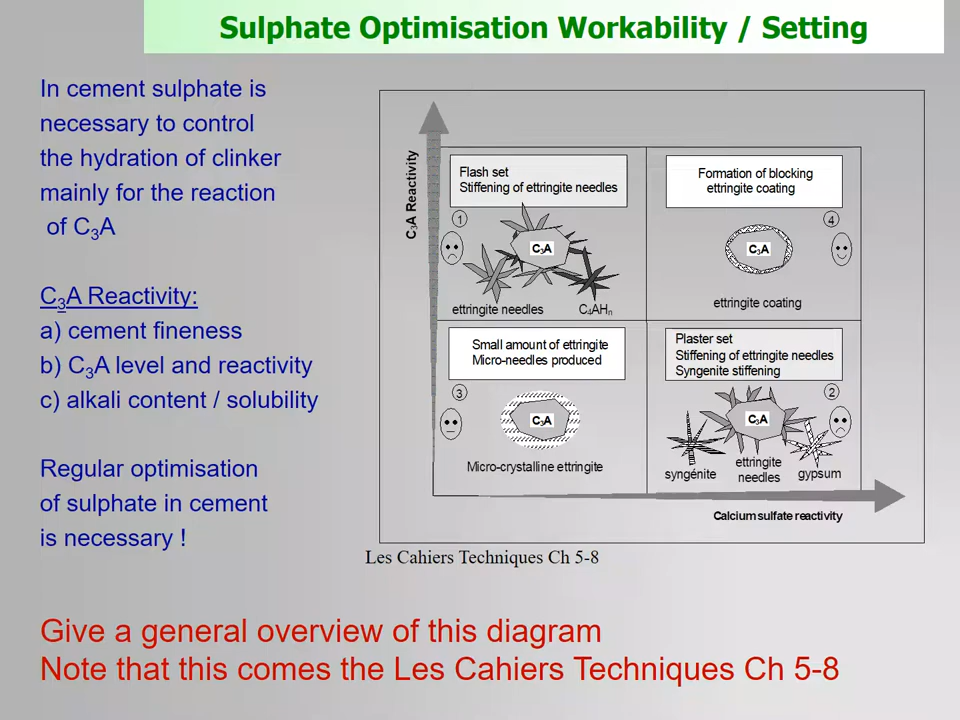 Sulphate Optimisation Workability / Setting
In cement sulphate is
necessary to control
the hydration of clinker
mainly for the reaction
of C3A
C3A Reactivity:
a) cement fineness
b) C3A level and reactivity
c) alkali content / solubility
Regular optimisation
of sulphate in cement
is necessary !
C3A Reactivity
Flash set
Stiffening of ettringite needles
1
C3A
ettringite needles
C4AHn
Formation of blocking
ettringite coating
4
C3A
ettringite coating
Small amount of ettringite
Micro-needles produced
3
C3A
Micro-crystalline ettringite
Plaster set
Stiffening of ettringite needles
Syngenite stiffening
2
C3A
syngénite
ettringite
needles
gypsum
Calcium sulfate reactivity
Les Cahiers Techniques Ch 5-8
Give a general overview of this diagram
Note that this comes the Les Cahiers Techniques Ch 5-8